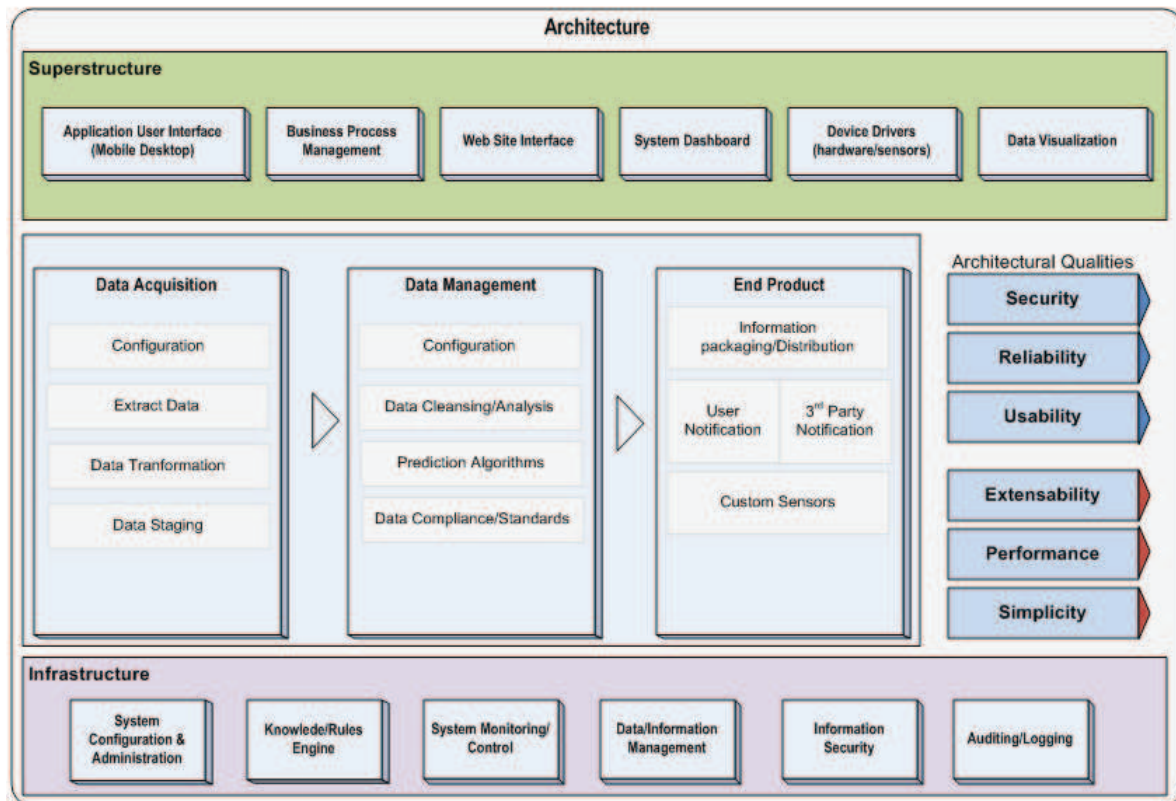 Architecture
Superstructure
Application User Interface
(Mobile Desktop)
Business Process
Management
Web Site Interface
System Dashboard
Device Drivers
(hardware/sensors)
Data Visualization
Data Acquisition
Configuration
Extract Data
Data Tranformation
Data Staging
Data Management
Configuration
Data Cleansing/Analysis
Prediction Algorithms
Data Compliance/Standards
End Product
Information
packaging/Distribution
User
Notification
3rd Party
Notification
Custom Sensors
Architectural Qualities
Security
Reliability
Usability
Extensability
Performance
Simplicity
Infrastructure
System
Configuration &
Administration
Knowlede/Rules
Engine
System Monitoring/
Control
Data/Information
Management
Information
Security
Auditing/Logging